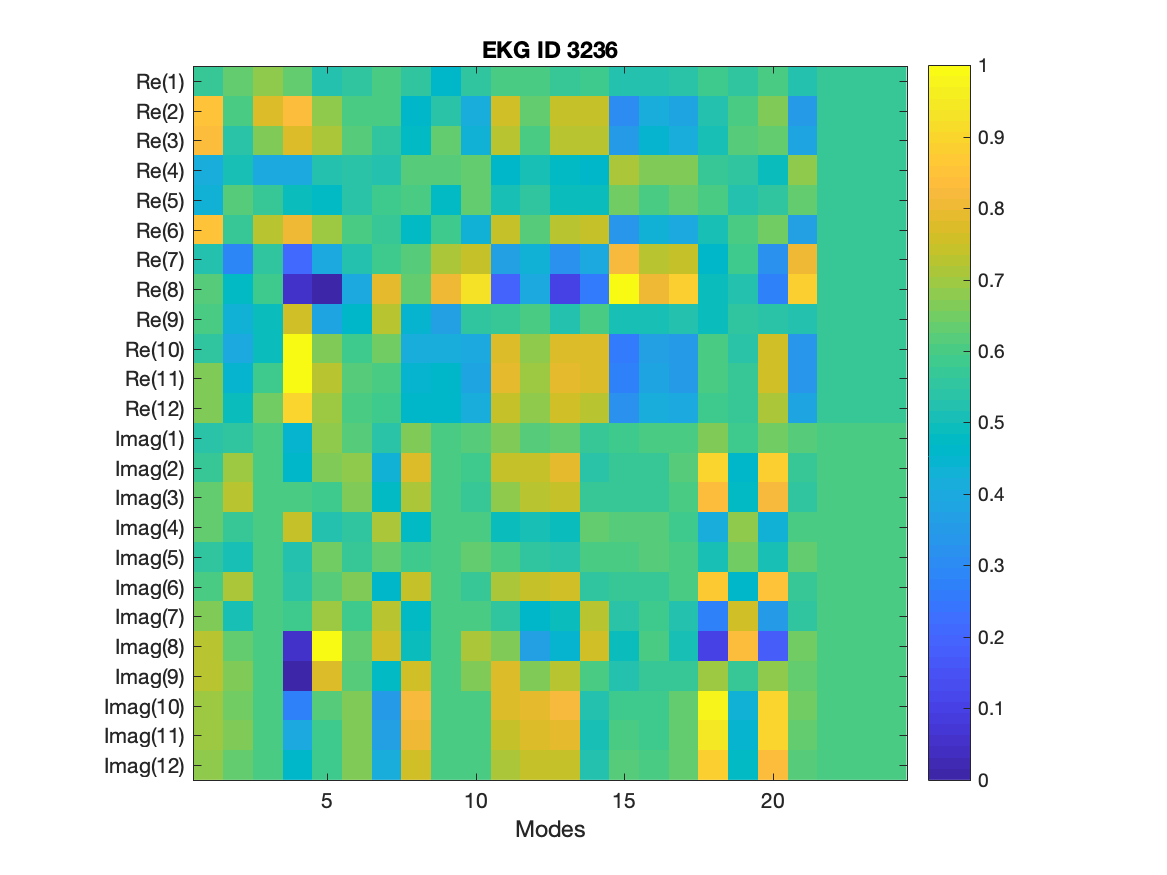 EKG ID 3236
Re(1)
Re(2)
Re(3)
Re(4)
Re(5)
Re(6)
Re(7)
Re(8)
Re(9)
Re(10)
Re(11)
Re(12)
Imag(1)
Imag(2)
Imag(3)
Imag(4)
Imag(5)
Imag(6)
Imag(7)
Imag(8)
Imag(9)
Imag(10)
Imag(11)
Imag(12)
5 10 15 20
Modes
1
0.9
0.8
0.7
0.6
0.5
0.4
0.3
0.2
0.1
0